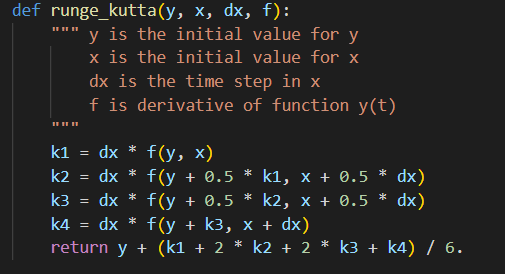 def runge_kutta(y, x, dx, f):
    """ y is the initial value for y
        x is the initial value for x
        dx is the time step in x
        f is derivative of function y(t)
    """
    k1 = dx * f(y, x)
    k2 = dx * f(y + 0.5 * k1, x + 0.5 * dx)
    k3 = dx * f(y + 0.5 * k2, x + 0.5 * dx)
    k4 = dx * f(y + k3, x + dx)
    return y + (k1 + 2 * k2 + 2 * k3 + k4) / 6.